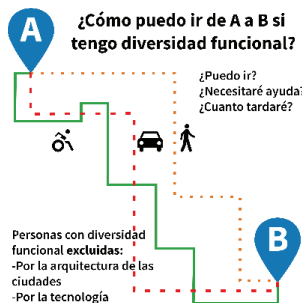 A
¿Cómo puedo ir de A a B si
tengo diversidad funcional?
¿Puedo ir?
¿Necesitaré ayuda?
¿Cuanto tardaré?
B
Personas con diversidad
funcional excluidas:
-Por la arquitectura de las
ciudades
-Por la tecnología